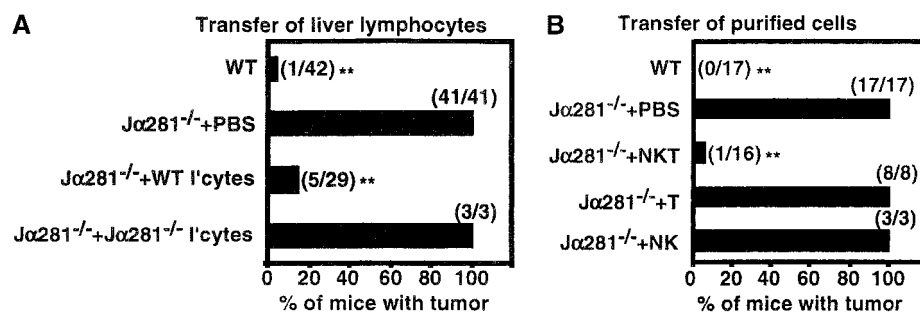 A
Transfer of liver lymphocytes
WT
(1/42) **
(41/41)
Jα281-/-+PBS
Jα281-/-+WT l'cytes
(5/29) **
(3/3)
Jα281-/-+Jα281-/- l'cytes
0 20 40 60 80 100
% of mice with tumor
B
Transfer of purified cells
WT
(0/17) **
(17/17)
Jα281-/-+PBS
Jα281-/-+NKT
(1/16) **
(8/8)
Jα281-/-+T
(3/3)
Jα281-/-+NK
0 20 40 60 80 100
% of mice with tumor